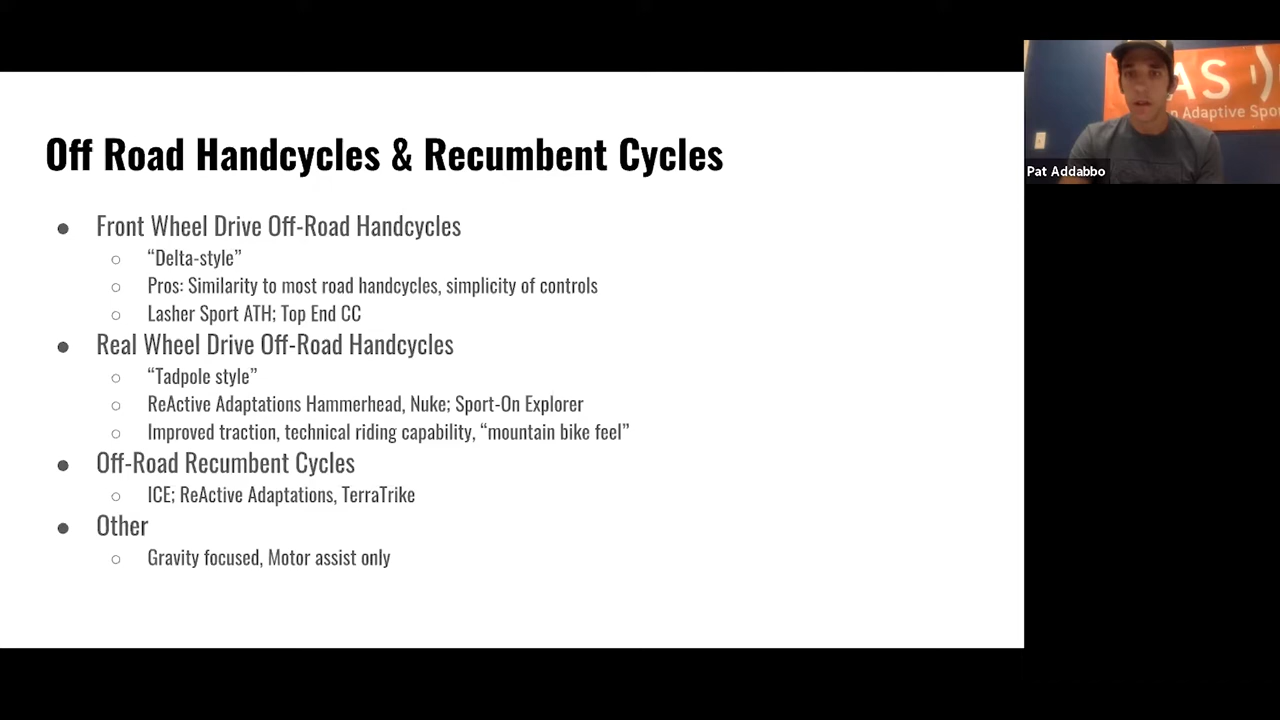 Off Road Handcycles & Recumbent Cycles
● Front Wheel Drive Off-Road Handcycles
○ “Delta-style”
○ Pros: Similarity to most road handcycles, simplicity of controls
○ Lasher Sport ATH; Top End CC
● Real Wheel Drive Off-Road Handcycles
○ “Tadpole style”
○ ReActive Adaptations Hammerhead, Nuke; Sport-On Explorer
○ Improved traction, technical riding capability, “mountain bike feel”
● Off-Road Recumbent Cycles
○ ICE; ReActive Adaptations, TerraTrike
● Other
○ Gravity focused, Motor assist only
AS
Adaptive Spo
Pat Addabbo